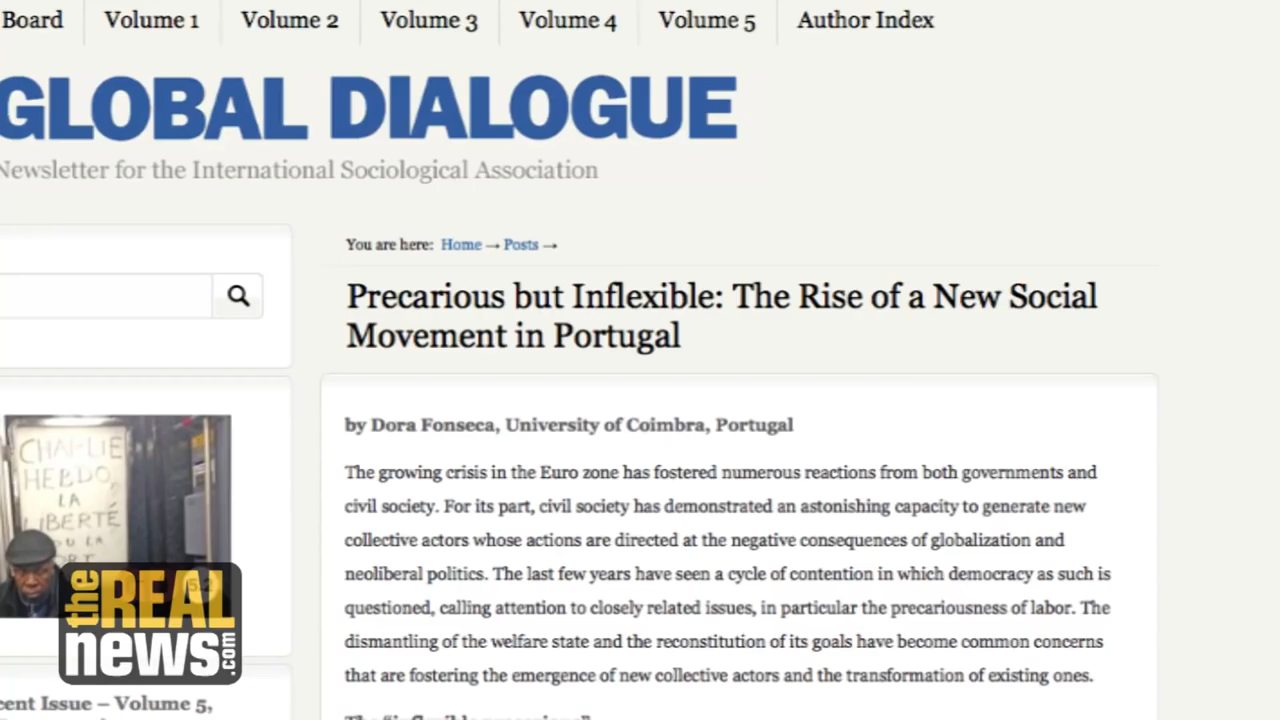 Board
Volume 1
Volume 2
Volume 3
Volume 4
Volume 5
Author Index
GLOBAL DIALOGUE
Newsletter for the International Sociological Association
You are here: Home → Posts →
Precarious but Inflexible: The Rise of a New Social
Movement in Portugal
by Dora Fonseca, University of Coimbra, Portugal
The growing crisis in the Euro zone has fostered numerous reactions from both governments and
civil society. For its part, civil society has demonstrated an astonishing capacity to generate new
collective actors whose actions are directed at the negative consequences of globalization and
neoliberal politics. The last few years have seen a cycle of contention in which democracy as such is
questioned, calling attention to closely related issues, in particular the precariousness of labor. The
dismantling of the welfare state and the reconstitution of its goals have become common concerns
that are fostering the emergence of new collective actors and the transformation of existing ones.
CHARLIE
HEBDO,
LA
LIBERTÉ
OU LA
5.2
the REAL
news.com
Issue – Volume 5,